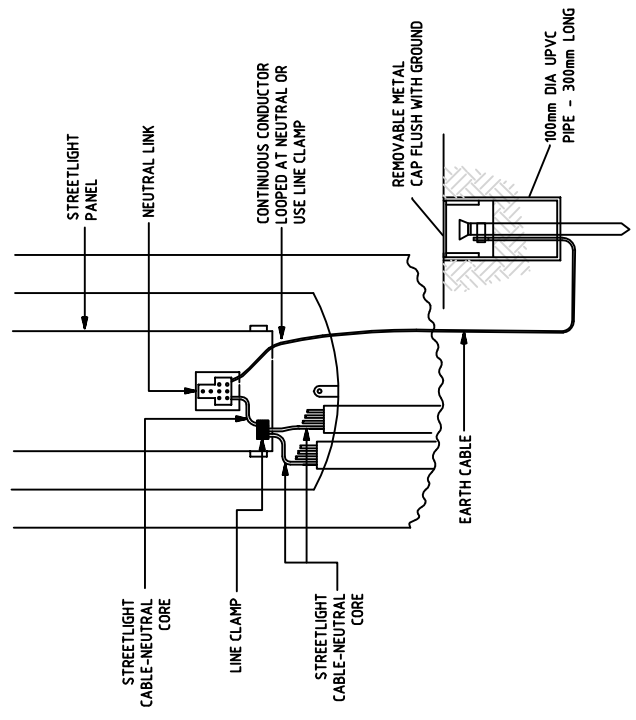 STREETLIGHT
PANEL
NEUTRAL LINK
CONTINUOUS CONDUCTOR
LOOPED AT NEUTRAL OR
USE LINE CLAMP
REMOVABLE METAL
CAP FLUSH WITH GROUND
100mm DIA UPVC
PIPE - 300mm LONG
STREETLIGHT
CABLE-NEUTRAL
CORE
LINE CLAMP
STREETLIGHT
CABLE-NEUTRAL
CORE
EARTH CABLE